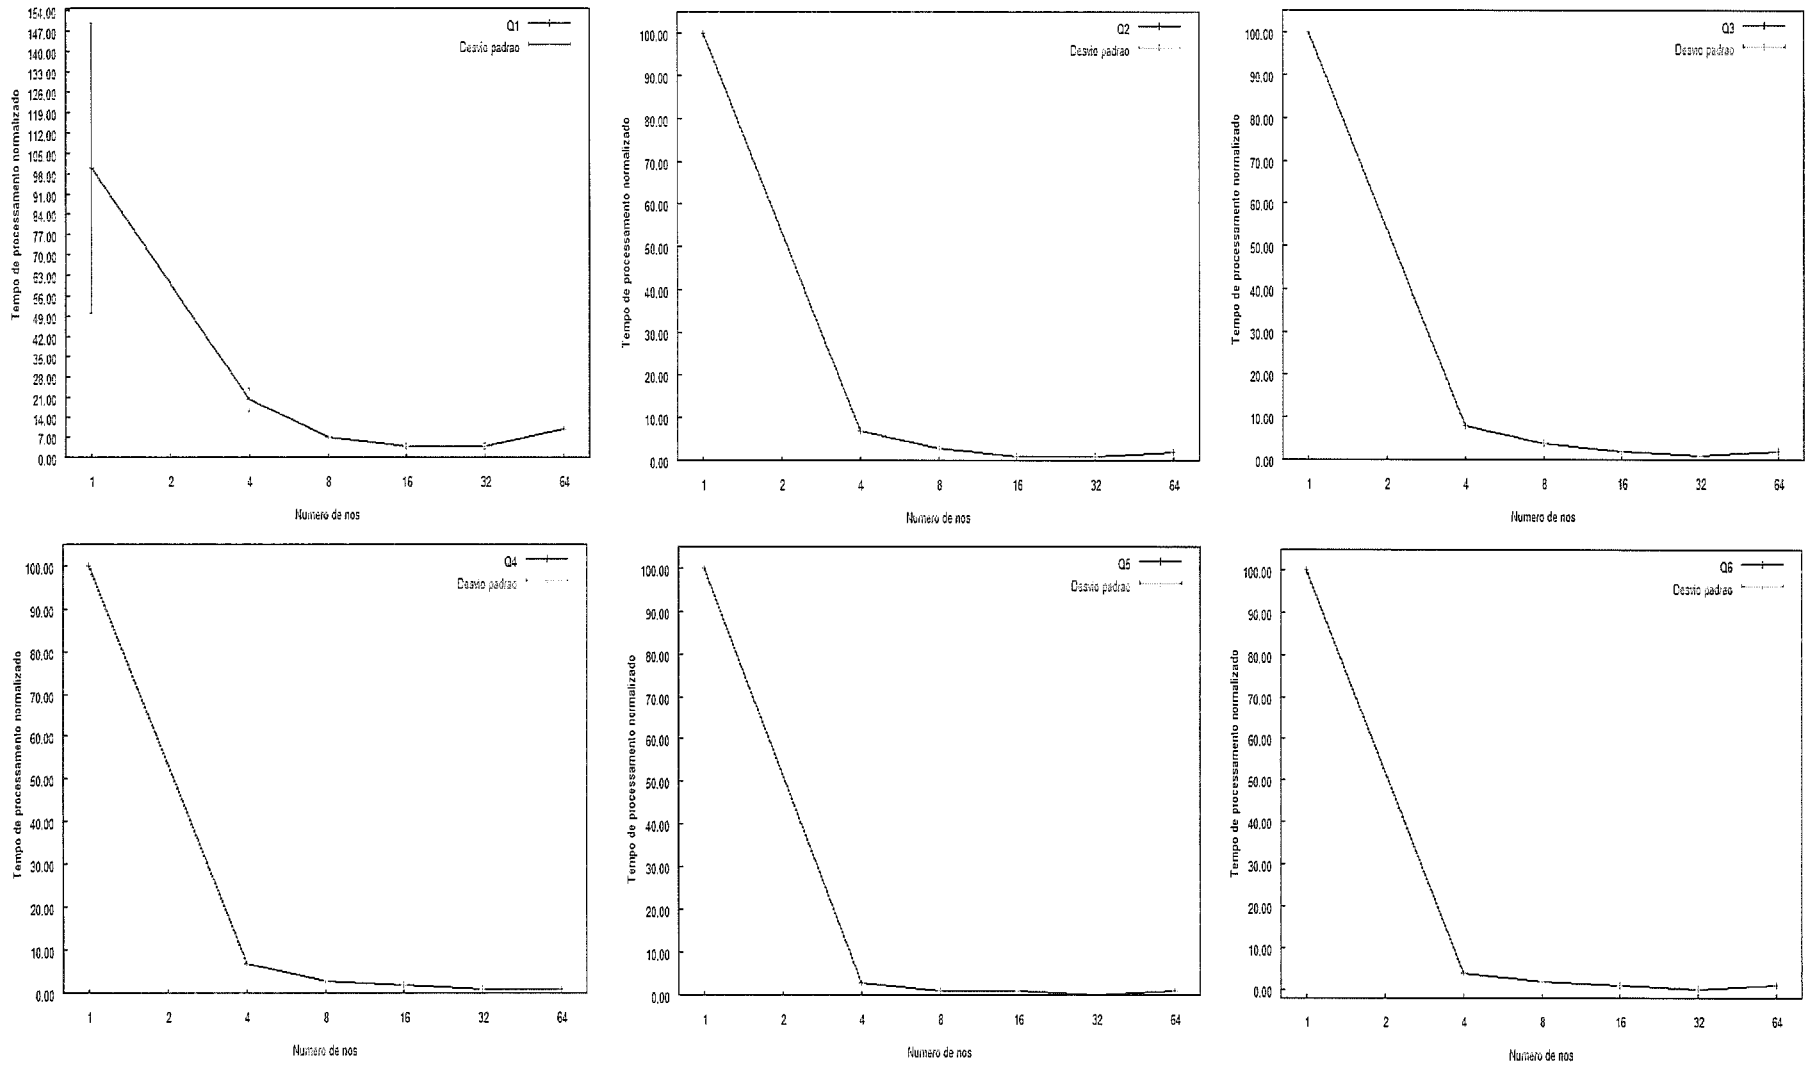 Tempo de processamento normalizado
154.00
147.00
140.00
133.00
126.00
119.00
112.00
105.00
98.00
91.00
84.00
77.00
70.00
63.00
56.00
49.00
42.00
35.00
28.00
21.00
14.00
7.00
0.00
Q1
Desvio padrao
1 2 4 8 16 32 64
Numero de nos
Tempo de processamento normalizado
100.00
90.00
80.00
70.00
60.00
50.00
40.00
30.00
20.00
10.00
0.00
Q2
Desvio padrao
1 2 4 8 16 32 64
Numero de nos
Tempo de processamento normalizado
100.00
90.00
80.00
70.00
60.00
50.00
40.00
30.00
20.00
10.00
0.00
Q3
Desvio padrao
1 2 4 8 16 32 64
Numero de nos
Tempo de processamento normalizado
100.00
90.00
80.00
70.00
60.00
50.00
40.00
30.00
20.00
10.00
0.00
Q4
Desvio padrao
1 2 4 8 16 32 64
Numero de nos
Tempo de processamento normalizado
100.00
90.00
80.00
70.00
60.00
50.00
40.00
30.00
20.00
10.00
0.00
Q5
Desvio padrao
1 2 4 8 16 32 64
Numero de nos
Tempo de processamento normalizado
100.00
90.00
80.00
70.00
60.00
50.00
40.00
30.00
20.00
10.00
0.00
Q6
Desvio padrao
1 2 4 8 16 32 64
Numero de nos